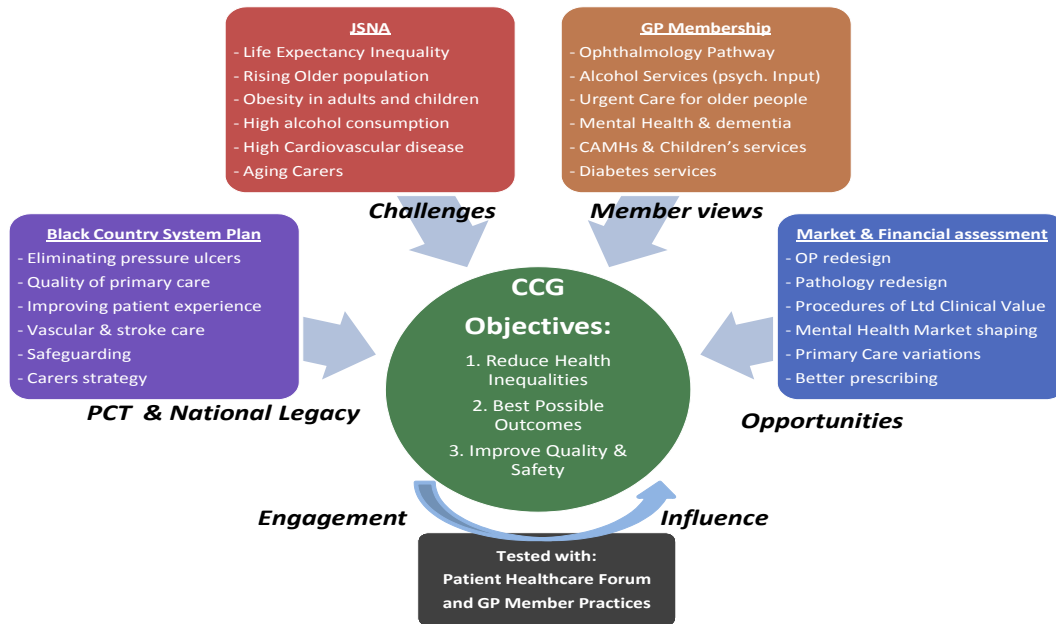 JSNA
- Life Expectancy Inequality
- Rising Older population
- Obesity in adults and children
- High alcohol consumption
- High Cardiovascular disease
- Aging Carers
GP Membership
- Ophthalmology Pathway
- Alcohol Services (psych. Input)
- Urgent Care for older people
- Mental Health & dementia
- CAMHs & Children's services
- Diabetes services
Challenges
Member views
Black Country System Plan
- Eliminating pressure ulcers
- Quality of primary care
- Improving patient experience
- Vascular & stroke care
- Safeguarding
- Carers strategy
PCT & National Legacy
CCG
Objectives:
1. Reduce Health
Inequalities
2. Best Possible
Outcomes
3. Improve Quality &
Safety
Market & Financial assessment
- OP redesign
- Pathology redesign
- Procedures of Ltd Clinical Value
- Mental Health Market shaping
- Primary Care variations
- Better prescribing
Opportunities
Engagement
Influence
Tested with:
Patient Healthcare Forum
and GP Member Practices